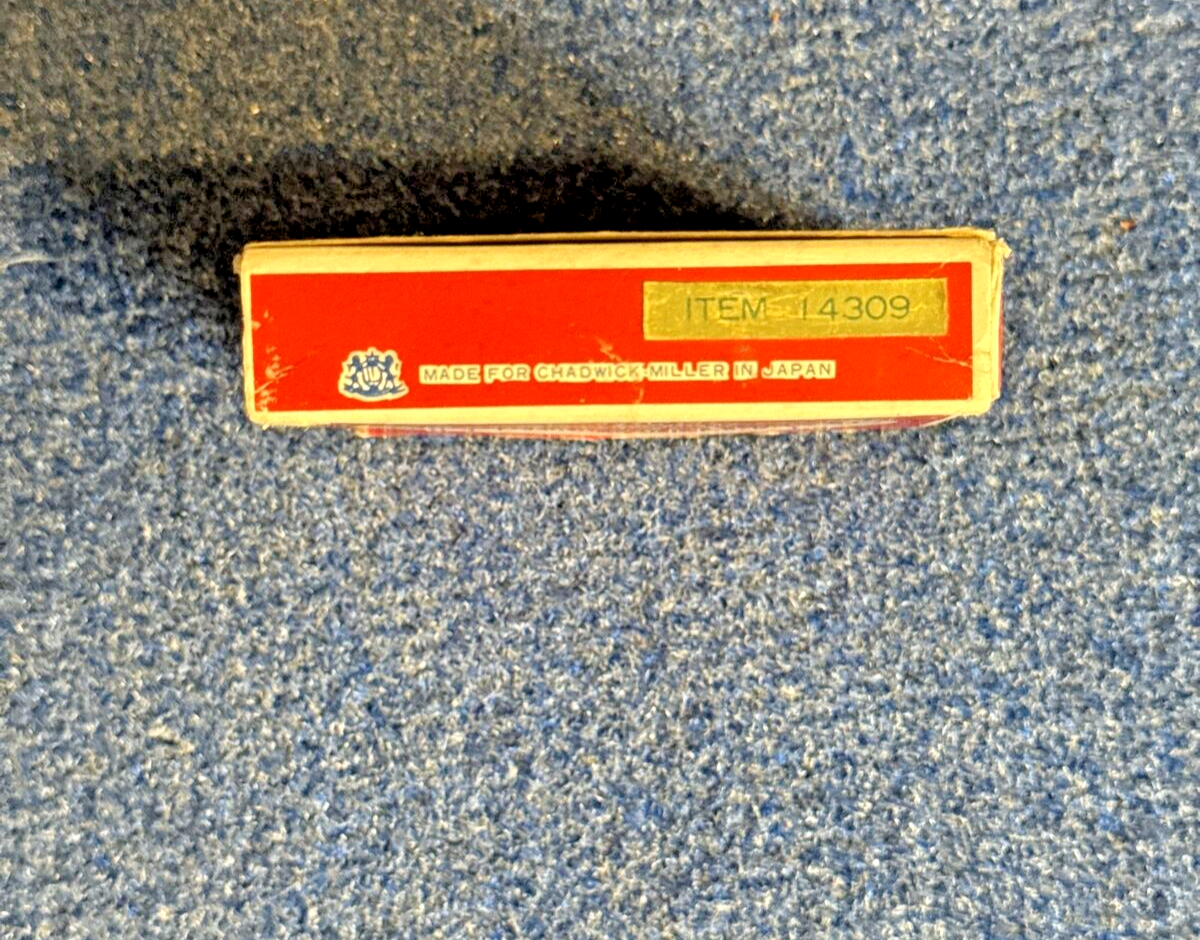 ITEM 14309
MADE FOR CHADWICK-MILLER IN JAPAN